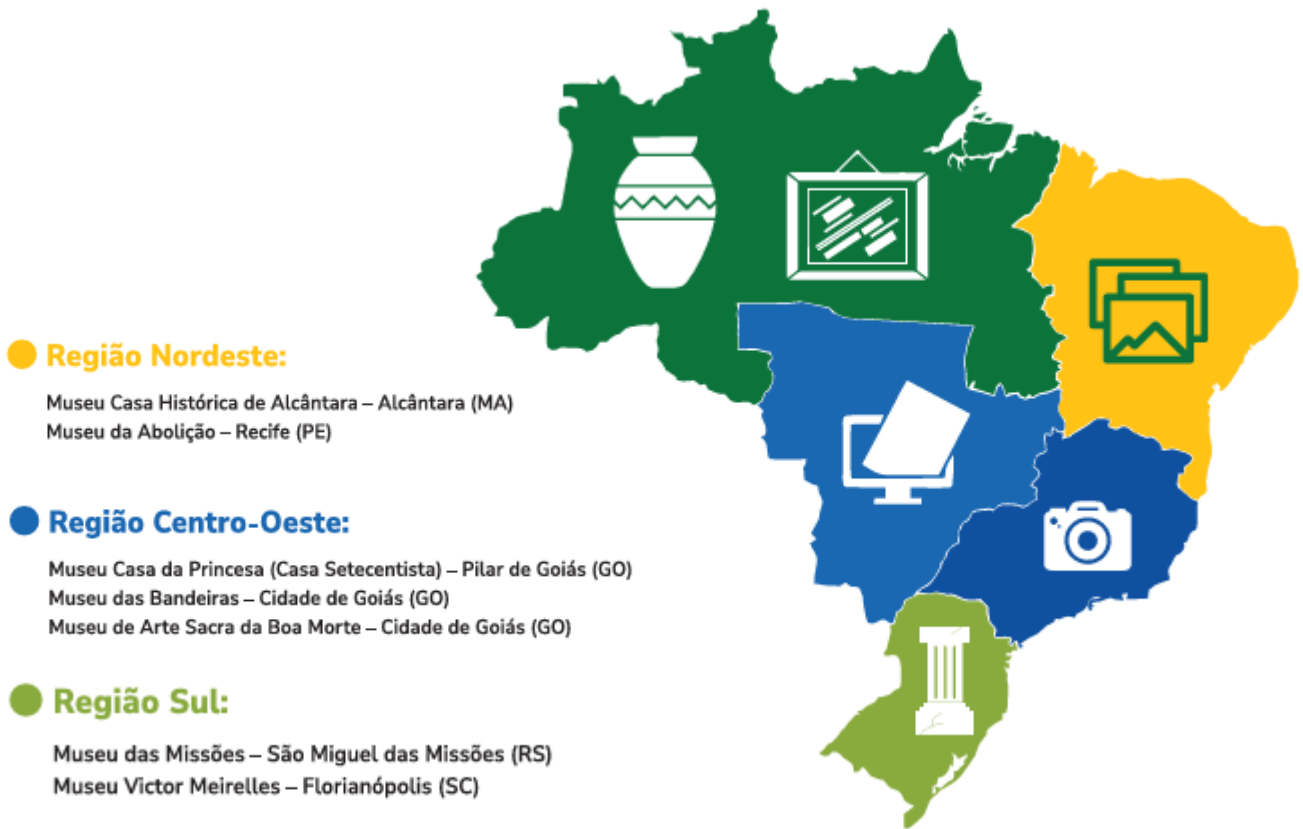 Região Nordeste:
Museu Casa Histórica de Alcântara – Alcântara (MA)
Museu da Abolição – Recife (PE)
Região Centro-Oeste:
Museu Casa da Princesa (Casa Setecentista) – Pilar de Goiás (GO)
Museu das Bandeiras – Cidade de Goiás (GO)
Museu de Arte Sacra da Boa Morte – Cidade de Goiás (GO)
Região Sul:
Museu das Missões – São Miguel das Missões (RS)
Museu Victor Meirelles – Florianópolis (SC)